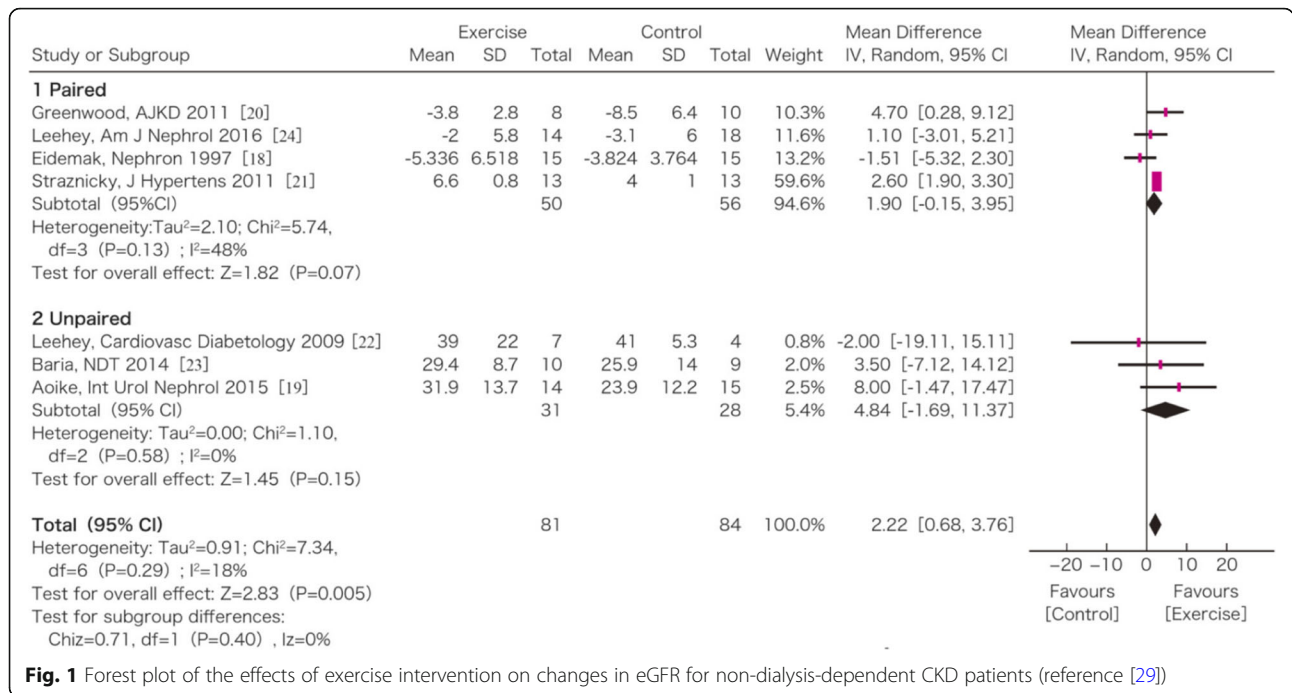 Exercise Control Mean Difference Mean Difference
Study or Subgroup Mean SD Total Mean SD Total Weight IV, Random, 95% CI IV, Random, 95% CI
1 Paired
Greenwood, AJKD 2011 [20] -3.8 2.8 8 -8.5 6.4 10 10.3% 4.70 [0.28, 9.12]
Leehey, Am J Nephrol 2016 [24] -2 5.8 14 -3.1 6 18 11.6% 1.10 [-3.01, 5.21]
Eidemak, Nephron 1997 [18] -5.336 6.518 15 -3.824 3.764 15 13.2% -1.51 [-5.32, 2.30]
Straznicky, J Hypertens 2011 [21] 6.6 0.8 13 4 1 13 59.6% 2.60 [1.90, 3.30]
Subtotal (95%CI) 50 56 94.6% 1.90 [-0.15, 3.95]
Heterogeneity:Tau²=2.10; Chi²=5.74,
df=3 (P=0.13) ; I²=48%
Test for overall effect: Z=1.82 (P=0.07)
2 Unpaired
Leehey, Cardiovasc Diabetology 2009 [22] 39 22 7 41 5.3 4 0.8% -2.00 [-19.11, 15.11]
Baria, NDT 2014 [23] 29.4 8.7 10 25.9 14 9 2.0% 3.50 [-7.12, 14.12]
Aoike, Int Urol Nephrol 2015 [19] 31.9 13.7 14 23.9 12.2 15 2.5% 8.00 [-1.47, 17.47]
Subtotal (95% CI) 31 28 5.4% 4.84 [-1.69, 11.37]
Heterogeneity: Tau²=0.00; Chi²=1.10,
df=2 (P=0.58) ; I²=0%
Test for overall effect: Z=1.45 (P=0.15)
Total (95% CI) 81 84 100.0% 2.22 [0.68, 3.76]
Heterogeneity: Tau²=0.91; Chi²=7.34,
df=6 (P=0.29) ; I²=18%
Test for overall effect: Z=2.83 (P=0.005)
Test for subgroup differences:
Chiz=0.71, df=1 (P=0.40) , Iz=0%
-20 -10 0 10 20
Favours Favours
[Control] [Exercise]
Fig. 1 Forest plot of the effects of exercise intervention on changes in eGFR for non-dialysis-dependent CKD patients (reference [29])